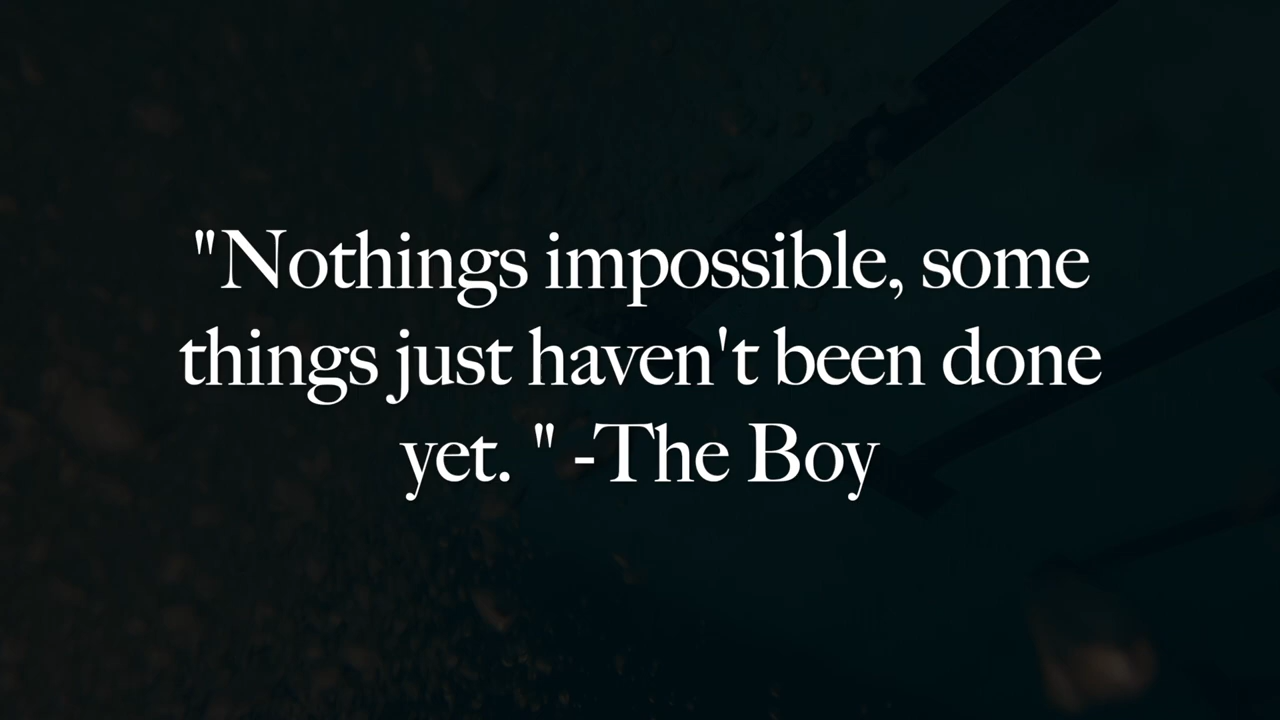 "Nothings impossible, some
things just haven't been done
yet. " -The Boy